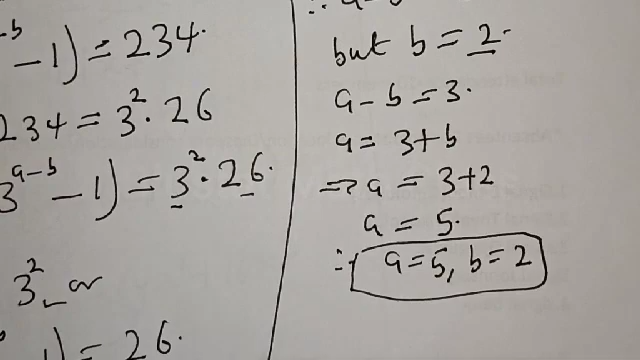 -b
- 1) = 234.
234 = 3² · 26
3^(a-b) - 1) = 3² · 26.
3² or
1) = 26.
∴ a-b
but b = 2.
a - b = 3.
a = 3 + b
⇒ a = 3 + 2
a = 5.
∴ a = 5, b = 2